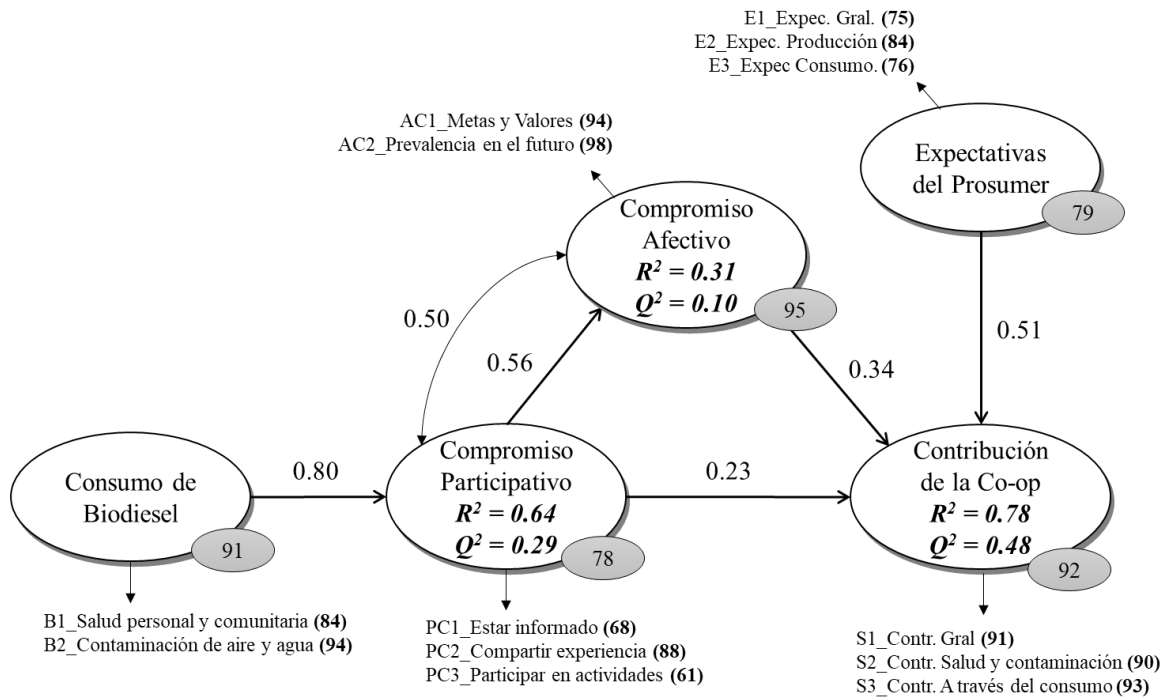 E1_Expec. Gral. (75)
E2_Expec. Producción (84)
E3_Expec Consumo. (76)
AC1_Metas y Valores (94)
AC2_Prevalencia en el futuro (98)
Expectativas
del Prosumer
79
Compromiso
Afectivo
R² = 0.31
Q² = 0.10
95
0.50
0.56
0.34
0.51
Consumo de
Biodiesel
91
0.80
Compromiso
Participativo
R² = 0.64
Q² = 0.29
78
0.23
Contribución
de la Co-op
R² = 0.78
Q² = 0.48
92
B1_Salud personal y comunitaria (84)
B2_Contaminación de aire y agua (94)
PC1_Estar informado (68)
PC2_Compartir experiencia (88)
PC3_Participar en actividades (61)
S1_Contr. Gral (91)
S2_Contr. Salud y contaminación (90)
S3_Contr. A través del consumo (93)